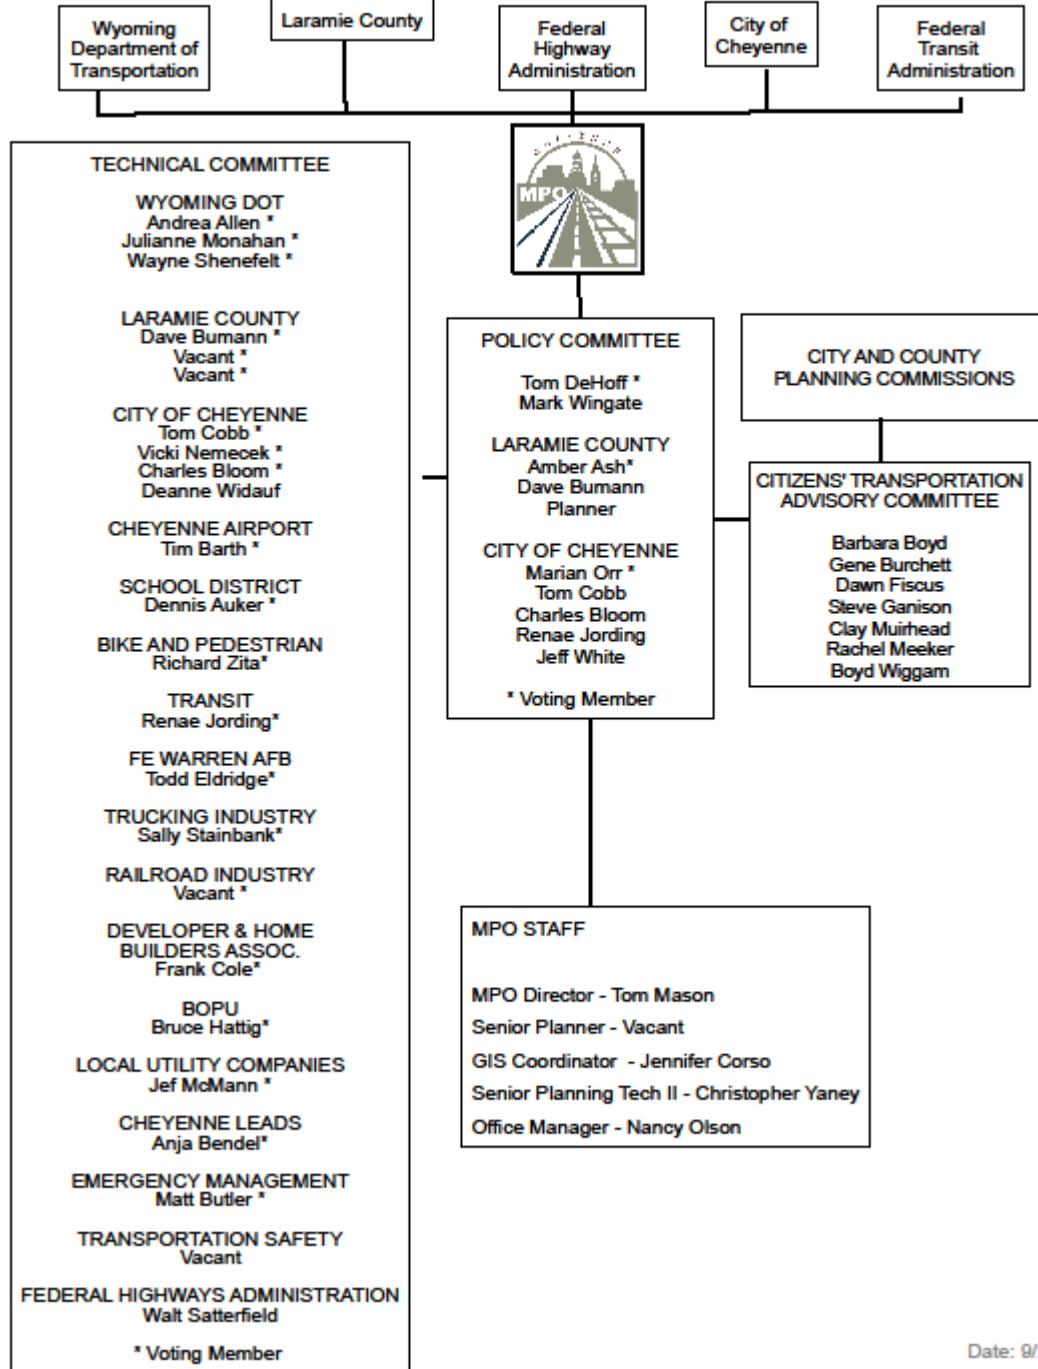 Wyoming
Department of
Transportation
Laramie County
Federal
Highway
Administration
City of
Cheyenne
Federal
Transit
Administration
MPO
TECHNICAL COMMITTEE
WYOMING DOT
Andrea Allen *
Julianne Monahan *
Wayne Shenefelt *
LARAMIE COUNTY
Dave Bumann *
Vacant *
Vacant *
CITY OF CHEYENNE
Tom Cobb *
Vicki Nemecek *
Charles Bloom *
Deanne Widauf
CHEYENNE AIRPORT
Tim Barth *
SCHOOL DISTRICT
Dennis Auker *
BIKE AND PEDESTRIAN
Richard Zita*
TRANSIT
Renae Jording*
FE WARREN AFB
Todd Eldridge*
TRUCKING INDUSTRY
Sally Stainbank*
RAILROAD INDUSTRY
Vacant *
DEVELOPER & HOME
BUILDERS ASSOC.
Frank Cole*
BOPU
Bruce Hattig*
LOCAL UTILITY COMPANIES
Jef McMann *
CHEYENNE LEADS
Anja Bendel*
EMERGENCY MANAGEMENT
Matt Butler *
TRANSPORTATION SAFETY
Vacant
FEDERAL HIGHWAYS ADMINISTRATION
Walt Satterfield
* Voting Member
POLICY COMMITTEE
Tom DeHoff *
Mark Wingate
LARAMIE COUNTY
Amber Ash*
Dave Bumann
Planner
CITY OF CHEYENNE
Marian Orr *
Tom Cobb
Charles Bloom
Renae Jording
Jeff White
* Voting Member
CITY AND COUNTY
PLANNING COMMISSIONS
CITIZENS' TRANSPORTATION
ADVISORY COMMITTEE
Barbara Boyd
Gene Burchett
Dawn Fiscus
Steve Ganison
Clay Muirhead
Rachel Meeker
Boyd Wiggam
MPO STAFF
MPO Director - Tom Mason
Senior Planner - Vacant
GIS Coordinator - Jennifer Corso
Senior Planning Tech II - Christopher Yaney
Office Manager - Nancy Olson
Date: 9/